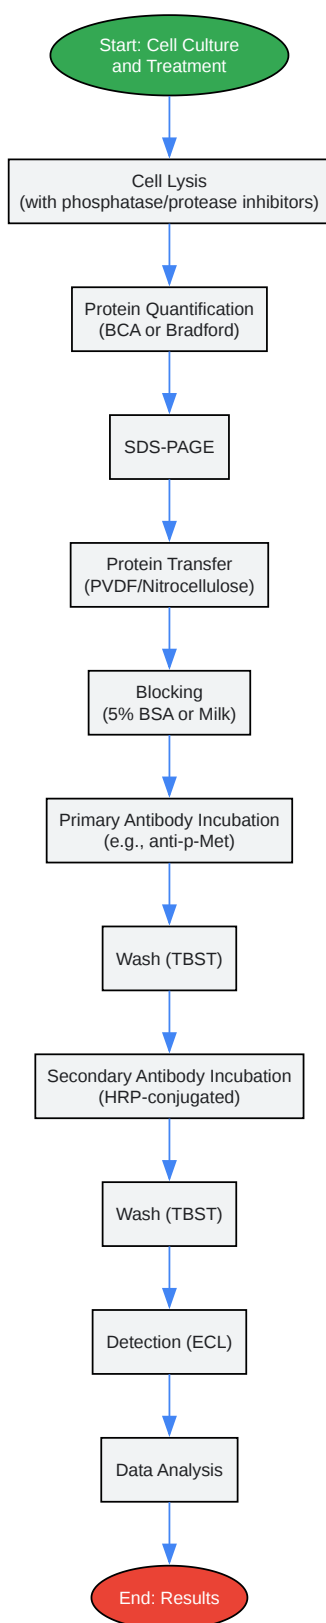 Start: Cell Culture
and Treatment
Cell Lysis
(with phosphatase/protease inhibitors)
Protein Quantification
(BCA or Bradford)
SDS-PAGE
Protein Transfer
(PVDF/Nitrocellulose)
Blocking
(5% BSA or Milk)
Primary Antibody Incubation
(e.g., anti-p-Met)
Wash (TBST)
Secondary Antibody Incubation
(HRP-conjugated)
Wash (TBST)
Detection (ECL)
Data Analysis
End: Results